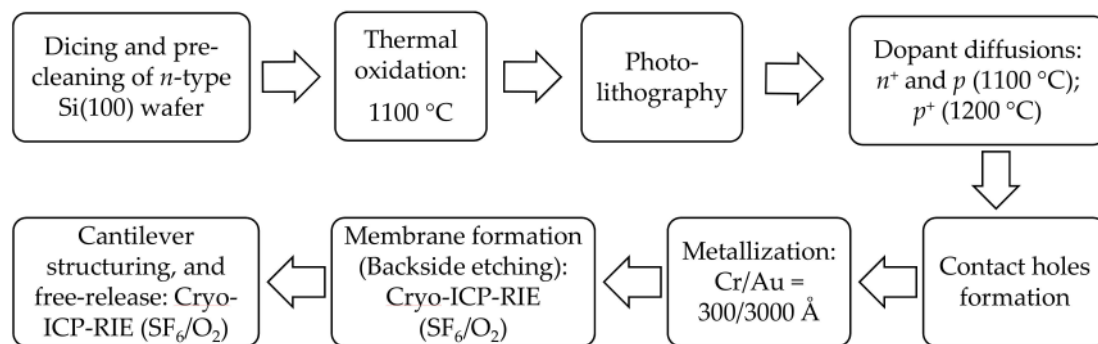 Dicing and pre-
cleaning of n-type
Si(100) wafer
Thermal
oxidation:
1100 °C
Photo-
lithography
Dopant diffusions:
n⁺ and p (1100 °C);
p⁺ (1200 °C)
Contact holes
formation
Metallization:
Cr/Au =
300/3000 Å
Membrane formation
(Backside etching):
Cryo-ICP-RIE
(SF₆/O₂)
Cantilever
structuring, and
free-release: Cryo-
ICP-RIE (SF₆/O₂)